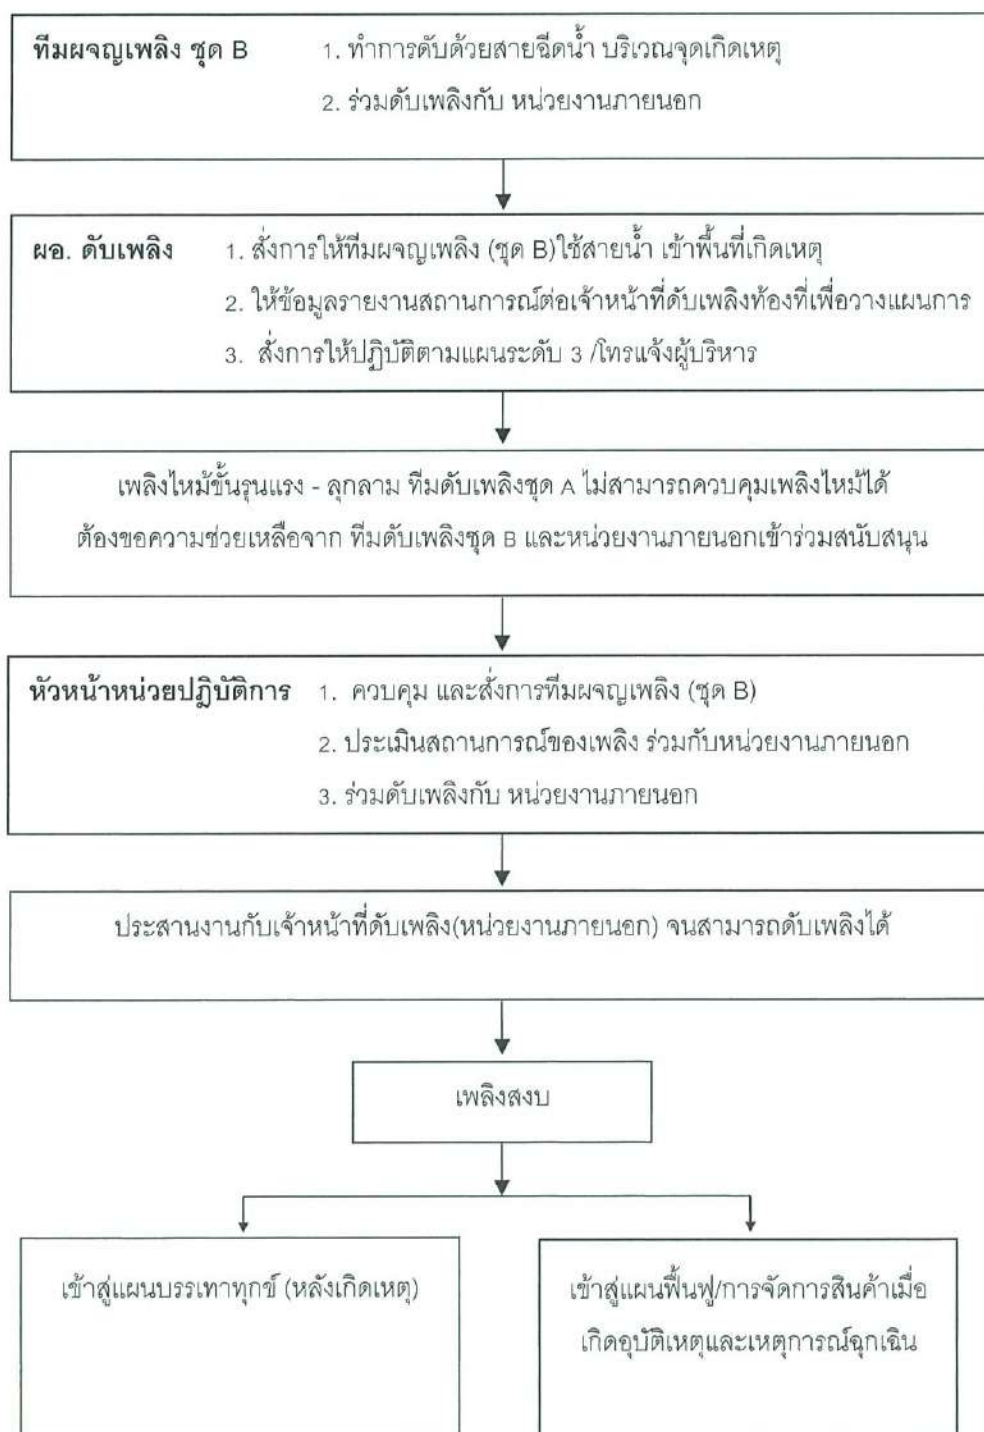 ทีมผจญเพลิง ชุด B 1. ทำการดับด้วยสายฉีดน้ำ บริเวณจุดเกิดเหตุ
2. ร่วมดับเพลิงกับ หน่วยงานภายนอก
ผอ. ดับเพลิง 1. สั่งการให้ทีมผจญเพลิง (ชุด B)ใช้สายน้ำ เข้าพื้นที่เกิดเหตุ
2. ให้ข้อมูลรายงานสถานการณ์ต่อเจ้าหน้าที่ดับเพลิงท้องที่เพื่อวางแผนการ
3. สั่งการให้ปฏิบัติตามแผนระดับ 3 /โทรแจ้งผู้บริหาร
เพลิงไหม้ขั้นรุนแรง - ลุกลาม ทีมดับเพลิงชุด A ไม่สามารถควบคุมเพลิงไหม้ได้
ต้องขอความช่วยเหลือจาก ทีมดับเพลิงชุด B และหน่วยงานภายนอกเข้าร่วมสนับสนุน
หัวหน้าหน่วยปฏิบัติการ 1. ควบคุม และสั่งการทีมผจญเพลิง (ชุด B)
2. ประเมินสถานการณ์ของเพลิง ร่วมกับหน่วยงานภายนอก
3. ร่วมดับเพลิงกับ หน่วยงานภายนอก
ประสานงานกับเจ้าหน้าที่ดับเพลิง(หน่วยงานภายนอก) จนสามารถดับเพลิงได้
เพลิงสงบ
เข้าสู่แผนบรรเทาทุกข์ (หลังเกิดเหตุ)
เข้าสู่แผนฟื้นฟู/การจัดการสินค้าเมื่อ
เกิดอุบัติเหตุและเหตุการณ์ฉุกเฉิน